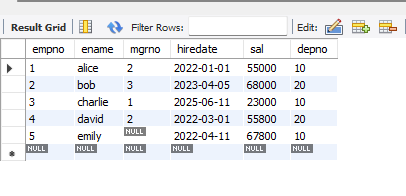 Result Grid Filter Rows: Edit:
empno ename mgrno hiredate sal depno
1 alice 2 2022-01-01 55000 10
2 bob 3 2023-04-05 68000 20
3 charlie 1 2025-06-11 23000 10
4 david 2 2022-03-01 55800 20
5 emily NULL 2022-04-11 67800 10
NULL NULL NULL NULL NULL NULL